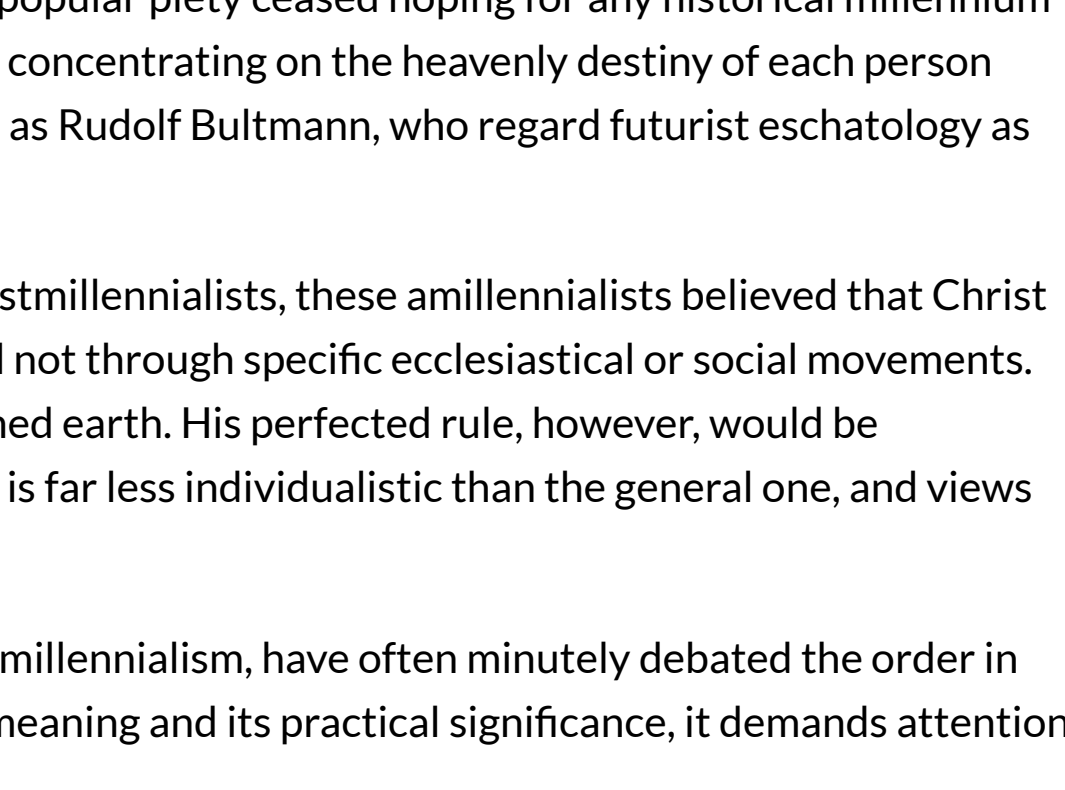 popular piety ceased hoping for any historical millennium
concentrating on the heavenly destiny of each person
as Rudolf Bultmann, who regard futurist eschatology as
stmillennialists, these amillennialists believed that Christ
not through specific ecclesiastical or social movements.
ned earth. His perfected rule, however, would be
is far less individualistic than the general one, and views
millennialism, have often minutely debated the order in
meaning and its practical significance, it demands attention